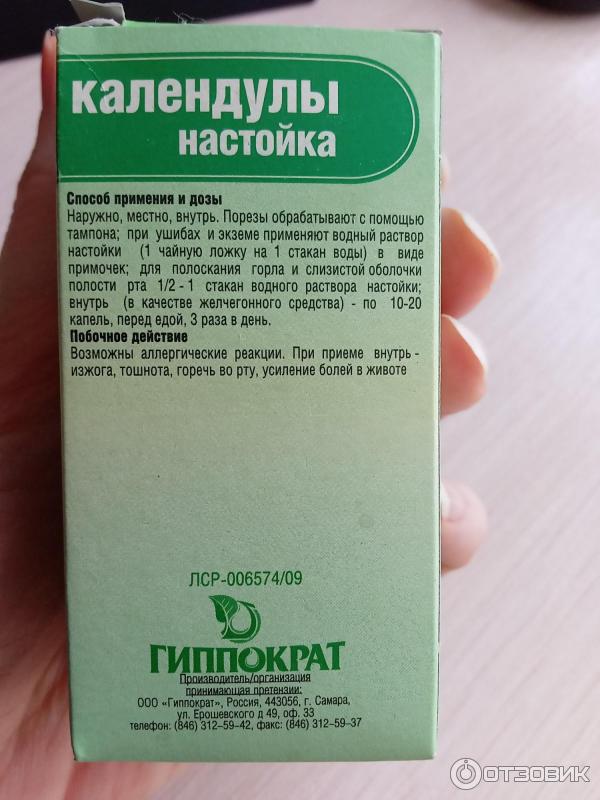 календулы
настойка
Способ применения и дозы
Наружно, местно, внутрь. Порезы обрабатывают с помощью
тампона; при ушибах и экземе применяют водный раствор
настойки (1 чайную ложку на 1 стакан воды) в виде
примочек; для полоскания горла и слизистой оболочки
полости рта 1/2 - 1 стакан водного раствора настойки;
внутрь (в качестве желчегонного средства) - по 10-20
капель, перед едой, 3 раза в день.
Побочное действие
Возможны аллергические реакции. При приеме внутрь -
изжога, тошнота, горечь во рту, усиление болей в животе
ЛСР-006574/09
ГИППОКРАТ
Производитель/организация
принимающая претензии:
ООО «Гиппократ», Россия, 443056, г. Самара,
ул. Ерошевского д 49, оф. 33
телефон: (846) 312-59-42, факс: (846) 312-59-37
ОТЗОВИК